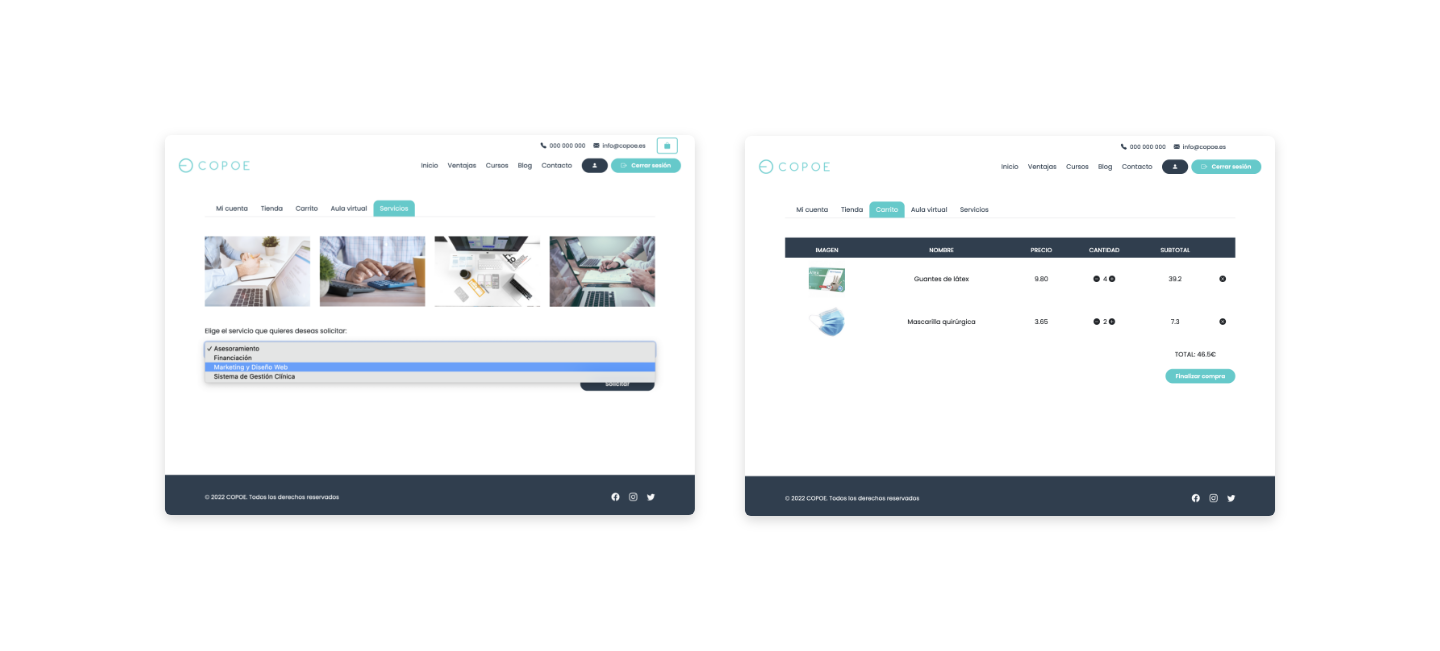 000 000 000 info@copoe.es
COPOE
Inicio Ventajas Cursos Blog Contacto Cerrar sesión
Mi cuenta Tienda Carrito Aula virtual Servicios
Elige el servicio que quieres deseas solicitar:
✓ Asesoramiento
Financiación
Marketing y Diseño Web
Sistema de Gestión Clínica
Solicitar
© 2022 COPOE. Todos los derechos reservados
000 000 000 info@copoe.es
COPOE
Inicio Ventajas Cursos Blog Contacto Cerrar sesión
Mi cuenta Tienda Carrito Aula virtual Servicios
IMAGEN NOMBRE PRECIO CANTIDAD SUBTOTAL
Guantes de látex 9.80 4 39.2
Mascarilla quirúrgica 3.65 2 7.3
TOTAL: 46.5€
Finalizar compra
© 2022 COPOE. Todos los derechos reservados